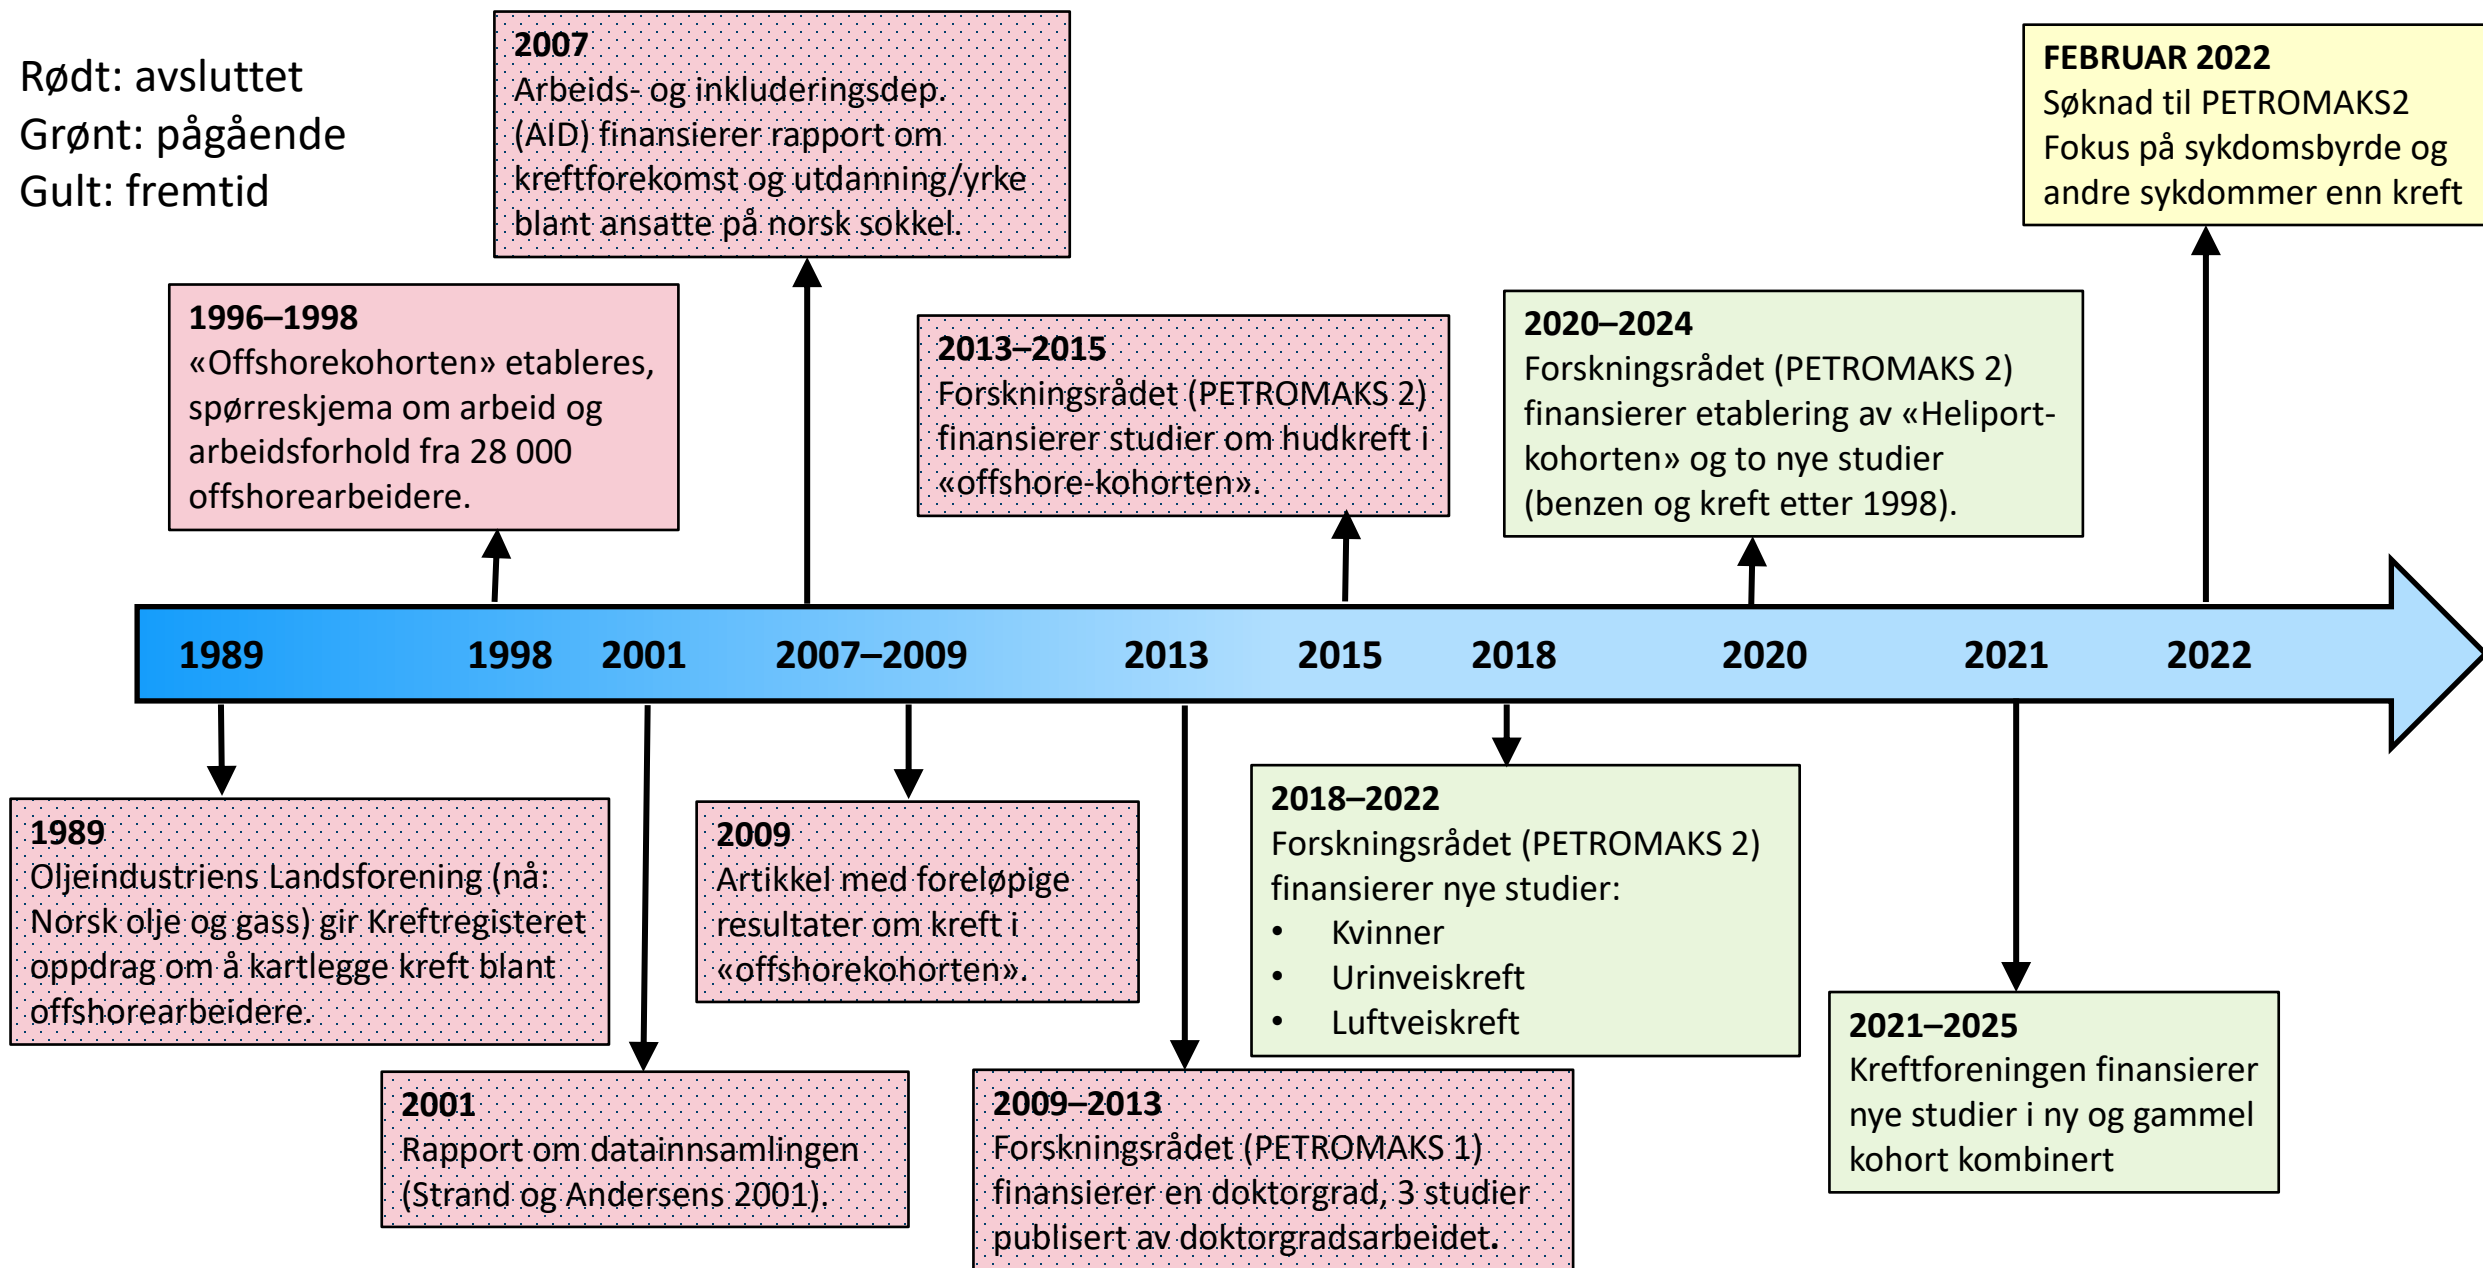 Rødt: avsluttet
Grønt: pågående
Gult: fremtid
2007
Arbeids- og inkluderingsdep.
(AID) finansierer rapport om
kreftforekomst og utdanning/yrke
blant ansatte på norsk sokkel.
FEBRUAR 2022
Søknad til PETROMAKS2
Fokus på sykdomsbyrde og
andre sykdommer enn kreft
1996–1998
«Offshorekohorten» etableres,
spørreskjema om arbeid og
arbeidsforhold fra 28 000
offshorearbeidere.
2013–2015
Forskningsrådet (PETROMAKS 2)
finansierer studier om hudkreft i
«offshore-kohorten».
2020–2024
Forskningsrådet (PETROMAKS 2)
finansierer etablering av «Heliport-
kohorten» og to nye studier
(benzen og kreft etter 1998).
1989 1998 2001 2007–2009 2013 2015 2018 2020 2021 2022
1989
Oljeindustriens Landsforening (nå:
Norsk olje og gass) gir Kreftregisteret
oppdrag om å kartlegge kreft blant
offshorearbeidere.
2001
Rapport om datainnsamlingen
(Strand og Andersens 2001).
2009
Artikkel med foreløpige
resultater om kreft i
«offshorekohorten».
2009–2013
Forskningsrådet (PETROMAKS 1)
finansierer en doktorgrad, 3 studier
publisert av doktorgradsarbeidet.
2018–2022
Forskningsrådet (PETROMAKS 2)
finansierer nye studier:
• Kvinner
• Urinveiskreft
• Luftveiskreft
2021–2025
Kreftforeningen finansierer
nye studier i ny og gammel
kohort kombinert